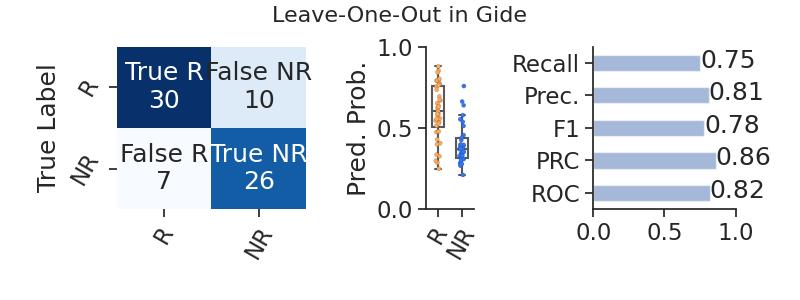 Leave-One-Out in Gide
True Label
R
NR
True R
30
False NR
10
False R
7
True NR
26
R
NR
Pred. Prob.
1.0
0.5
0.0
R
NR
Recall
0.75
Prec.
0.81
F1
0.78
PRC
0.86
ROC
0.82
0.0
0.5
1.0